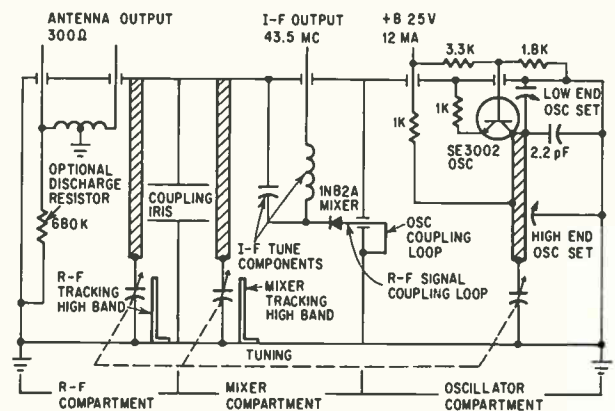 ANTENNA OUTPUT
300Ω
I-F OUTPUT
43.5 MC
+B 25V
12 MA
3.3K
1.8K
1K
1K
LOW END
OSC SET
SE3002
OSC
2.2 pF
OPTIONAL
DISCHARGE
RESISTOR
680K
COUPLING
IRIS
1N82A
MIXER
OSC
COUPLING
LOOP
I-F TUNE
COMPONENTS
R-F SIGNAL
COUPLING LOOP
HIGH END
OSC SET
R-F
TRACKING
HIGH BAND
MIXER
TRACKING
HIGH BAND
TUNING
R-F
COMPARTMENT
MIXER
COMPARTMENT
OSCILLATOR
COMPARTMENT